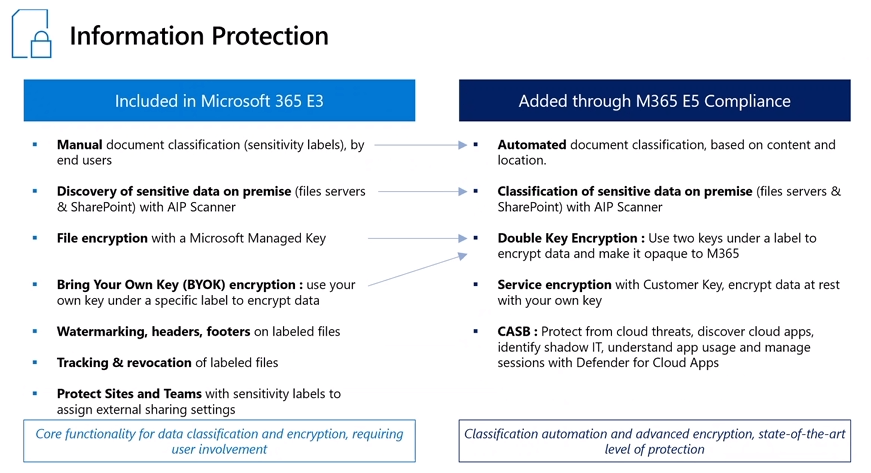 Information Protection
Included in Microsoft 365 E3
▪ Manual document classification (sensitivity labels), by
end users
▪ Discovery of sensitive data on premise (files servers
& SharePoint) with AIP Scanner
▪ File encryption with a Microsoft Managed Key
▪ Bring Your Own Key (BYOK) encryption : use your
own key under a specific label to encrypt data
▪ Watermarking, headers, footers on labeled files
▪ Tracking & revocation of labeled files
▪ Protect Sites and Teams with sensitivity labels to
assign external sharing settings
Core functionality for data classification and encryption, requiring
user involvement
Added through M365 E5 Compliance
▪ Automated document classification, based on content and
location.
▪ Classification of sensitive data on premise (files servers &
SharePoint) with AIP Scanner
▪ Double Key Encryption : Use two keys under a label to
encrypt data and make it opaque to M365
▪ Service encryption with Customer Key, encrypt data at rest
with your own key
▪ CASB : Protect from cloud threats, discover cloud apps,
identify shadow IT, understand app usage and manage
sessions with Defender for Cloud Apps
Classification automation and advanced encryption, state-of-the-art
level of protection